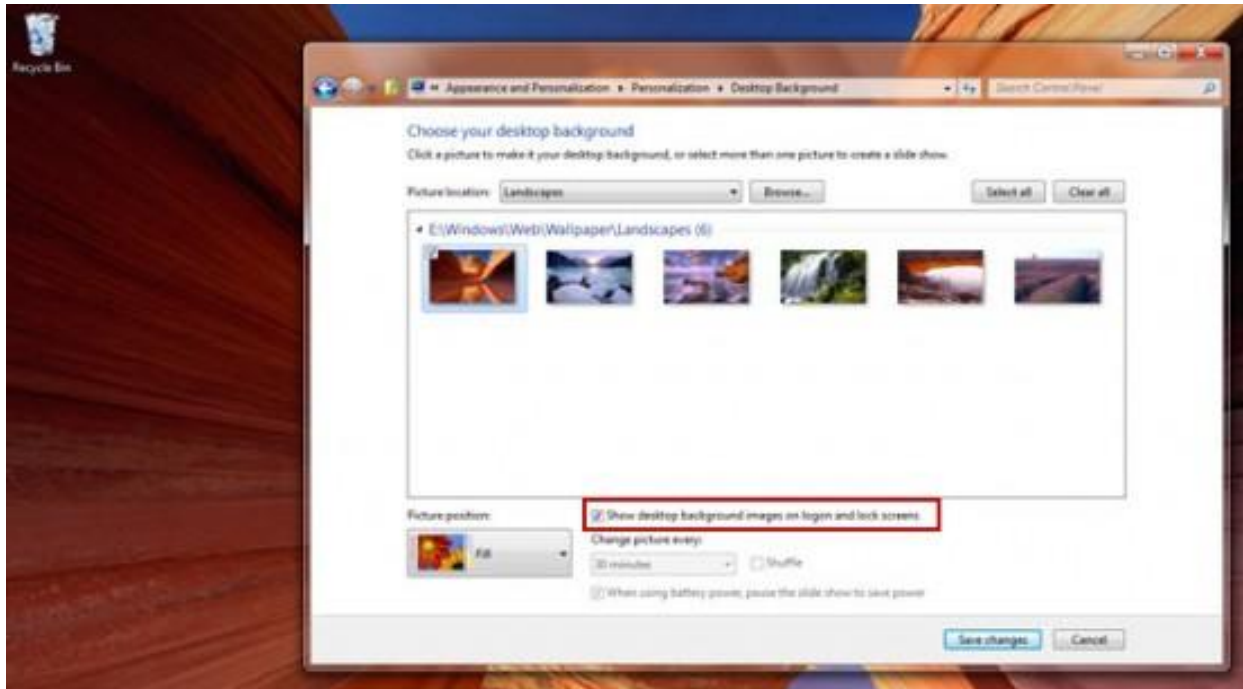 Recycle Bin
« Appearance and Personalization ▸ Personalization ▸ Desktop Background
Search Control Panel
Choose your desktop background
Click a picture to make it your desktop background, or select more than one picture to create a slide show.
Picture location: Landscapes Browse... Select all Clear all
E:\Windows\Web\Wallpaper\Landscapes (6)
Picture position:
Show desktop background images on logon and lock screens
Fill
Change picture every:
30 minutes Shuffle
When using battery power, pause the slide show to save power
Save changes Cancel